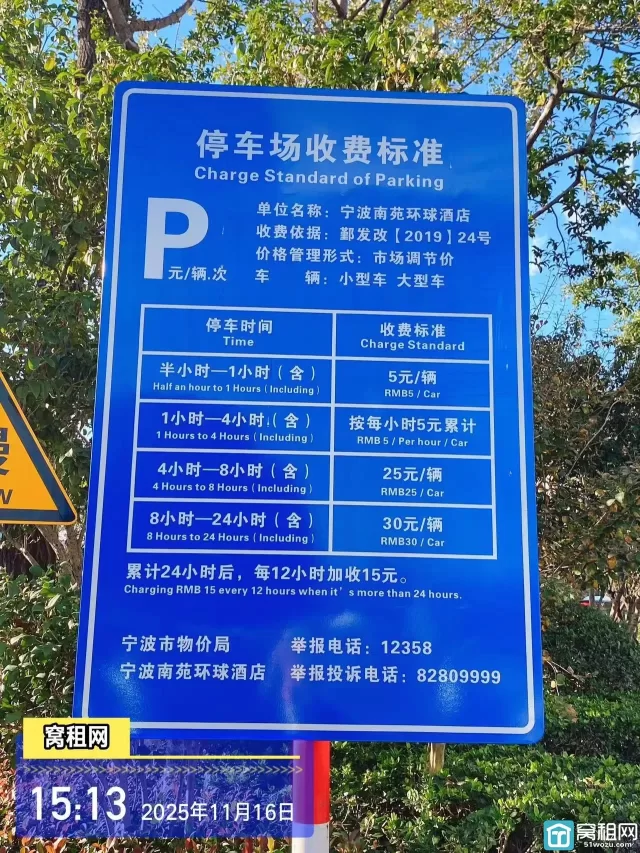 停车场收费标准
Charge Standard of Parking
P
元/辆.次
单位名称：宁波南苑环球酒店
收费依据：鄞发改【2019】24号
价格管理形式：市场调节价
车 辆：小型车 大型车
停车时间 收费标准
Time Charge Standard
半小时—1小时（含） 5元/辆
Half an hour to 1 Hours（Including） RMB5 / Car
1小时—4小时（含） 按每小时5元累计
1 Hours to 4 Hours（Including） RMB 5 / Per hour / Car
4小时—8小时（含） 25元/辆
4 Hours to 8 Hours（Including） RMB25 / Car
8小时—24小时（含） 30元/辆
8 Hours to 24 Hours（Including） RMB30 / Car
累计24小时后，每12小时加收15元。
Charging RMB 15 every 12 hours when it's more than 24 hours.
宁波市物价局 举报电话：12358
宁波南苑环球酒店 举报投诉电话：82809999
窝租网
15:13 2025年11月16日
窝租网
51wozu.com